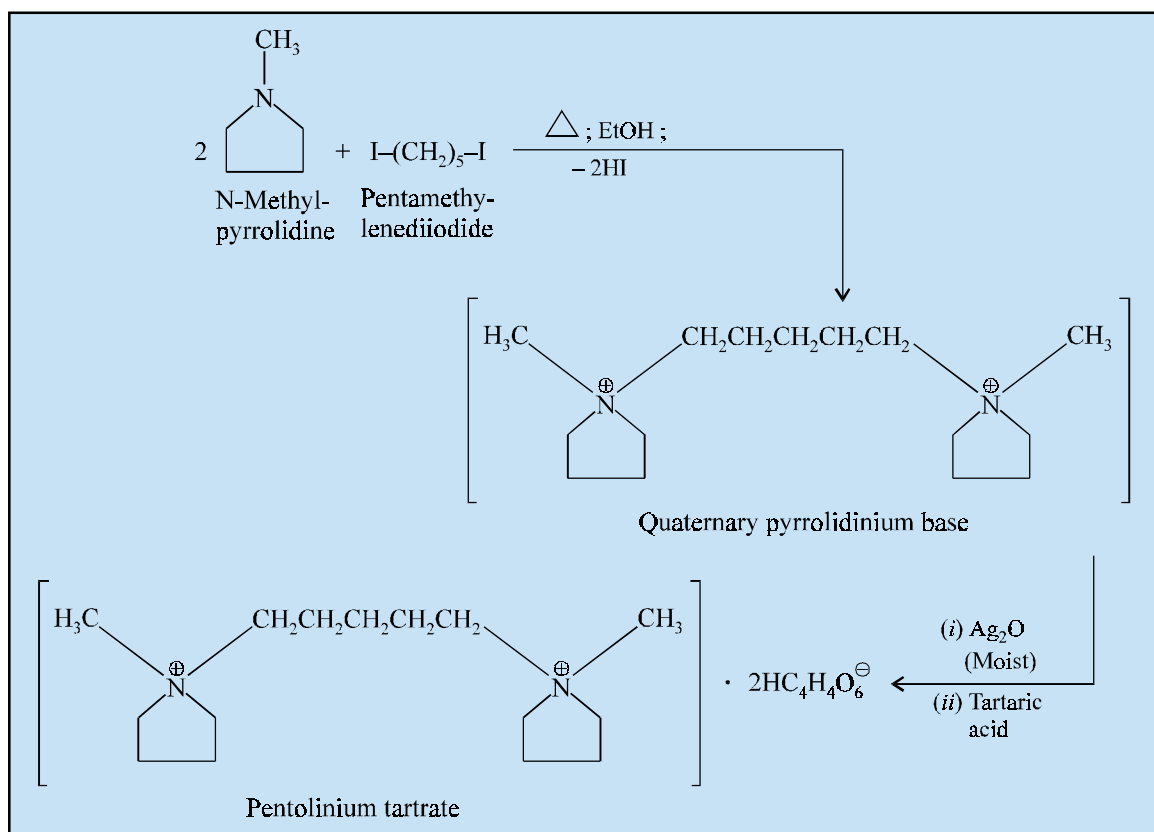 CH₃
N
2
+ I–(CH₂)₅–I
△ ; EtOH ;
– 2HI
N-Methyl-
pyrrolidine
Pentamethy-
lenediiodide
H₃C
CH₂CH₂CH₂CH₂CH₂
CH₃
⊕
N
⊕
N
Quaternary pyrrolidinium base
H₃C
CH₂CH₂CH₂CH₂CH₂
CH₃
⊕
N
⊕
N
· 2HC₄H₄O₆⊖
(i) Ag₂O
(Moist)
(ii) Tartaric
acid
Pentolinium tartrate